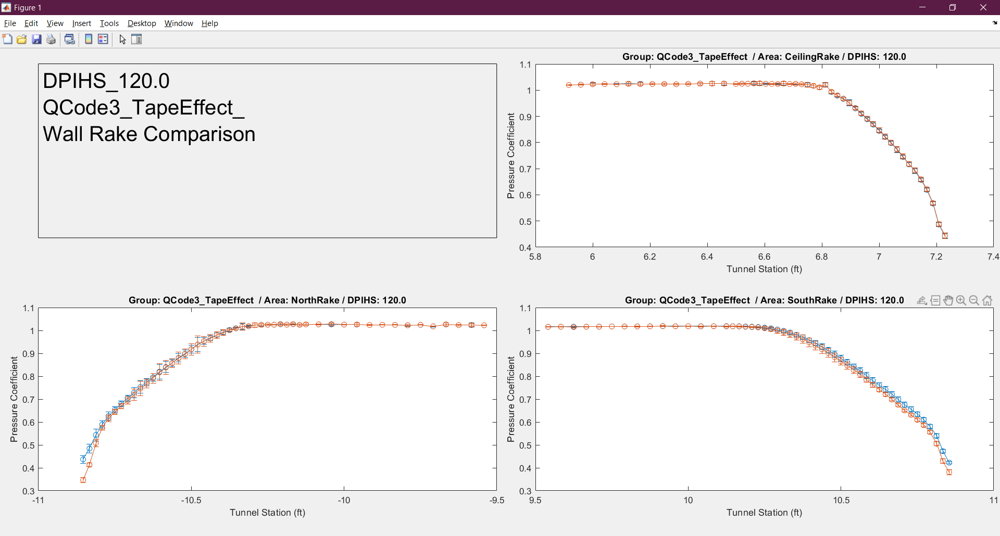 Figure 1
File Edit View Insert Tools Desktop Window Help
DPIHS_120.0
QCode3_TapeEffect_
Wall Rake Comparison
Group: QCode3_TapeEffect / Area: CeilingRake / DPIHS: 120.0
Pressure Coefficient
1.1
1
0.9
0.8
0.7
0.6
0.5
0.4
5.8 6 6.2 6.4 6.6 6.8 7 7.2 7.4
Tunnel Station (ft)
Group: QCode3_TapeEffect / Area: NorthRake / DPIHS: 120.0
Pressure Coefficient
1.1
1
0.9
0.8
0.7
0.6
0.5
0.4
0.3
-11 -10.5 -10 -9.5
Tunnel Station (ft)
Group: QCode3_TapeEffect / Area: SouthRake / DPIHS: 120.0
Pressure Coefficient
1.1
1
0.9
0.8
0.7
0.6
0.5
0.4
0.3
9.5 10 10.5 11
Tunnel Station (ft)